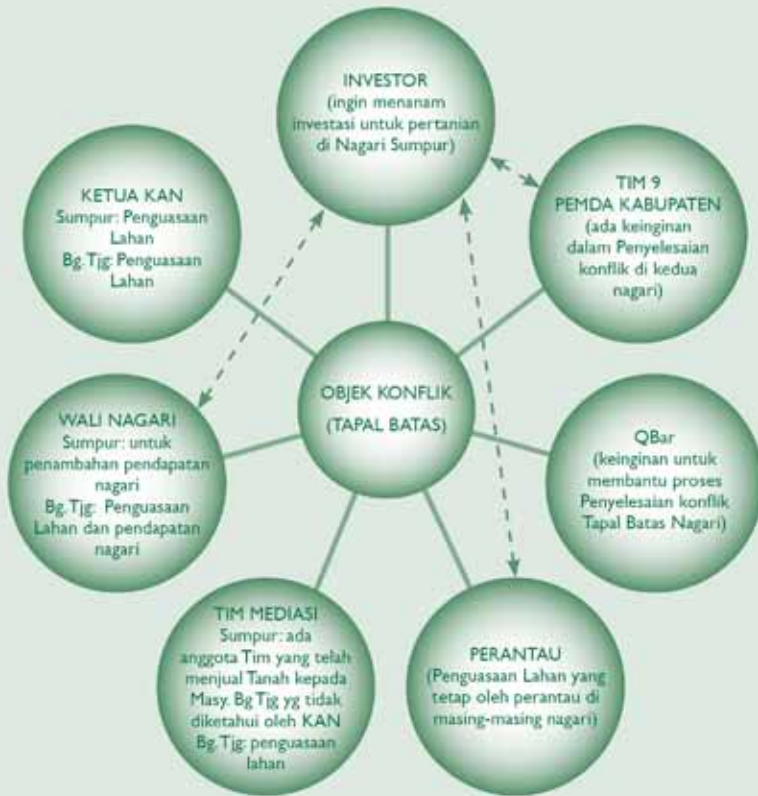 INVESTOR
(ingin menanam
investasi untuk pertanian
di Nagari Sumpur)
KETUA KAN
Sumpur: Penguasaan
Lahan
Bg. Tjg: Penguasaan
Lahan
TIM 9
PEMDA KABUPATEN
(ada keinginan
dalam Penyelesaian
konflik di kedua
nagari)
OBJEK KONFLIK
(TAPAL BATAS)
WALI NAGARI
Sumpur: untuk
penambahan pendapatan
nagari
Bg. Tjg: Penguasaan
Lahan dan pendapatan
nagari
QBar
(keinginan untuk
membantu proses
Penyelesaian konflik
Tapal Batas Nagari)
TIM MEDIASI
Sumpur: ada
anggota Tim yang telah
menjual Tanah kepada
Masy. Bg Tjg yg tidak
diketahui oleh KAN
Bg. Tjg: penguasaan
lahan
PERANTAU
(Penguasaan Lahan yang
tetap oleh perantau di
masing-masing nagari)